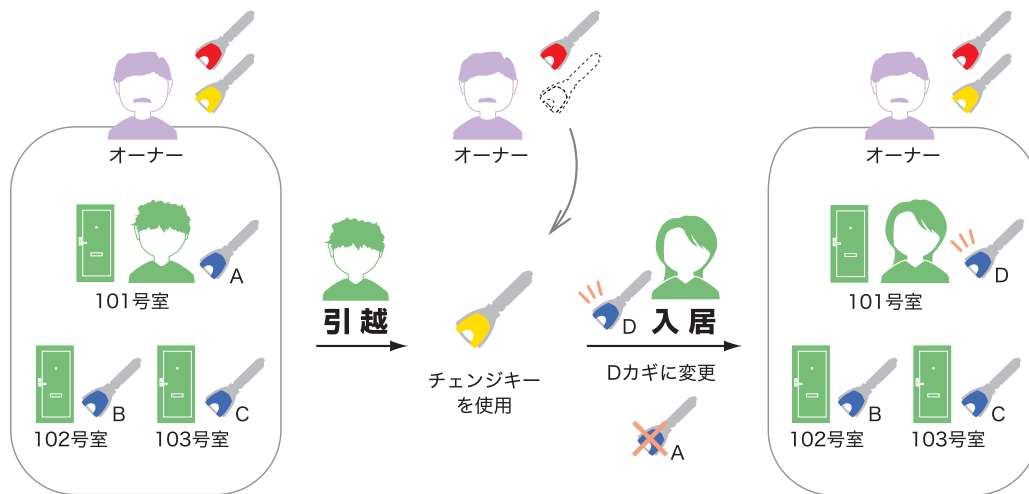 オーナー
101号室
A
102号室
B
103号室
C
引越
オーナー
チェンジキー
を使用
D
入居
Dカギに変更
A
オーナー
101号室
D
102号室
B
103号室
C